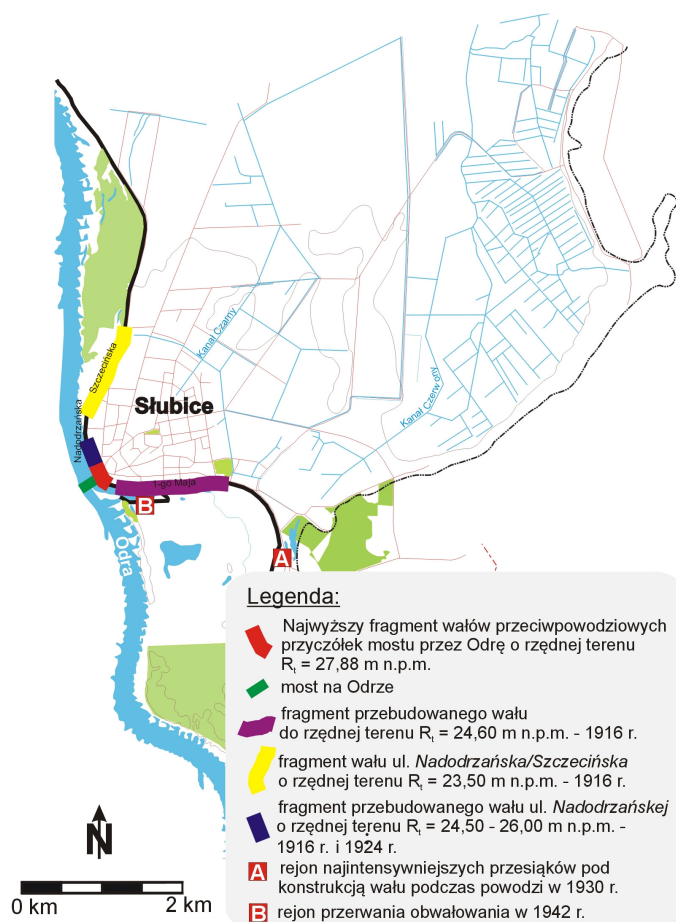 Kanał Czarny
Szczecińska
Kanał Czerwony
Słubice
Nadodrzańska
1-go Maja
B
Odra
A
Legenda:
Najwyższy fragment wałów przeciwpowodziowych
przyczółek mostu przez Odrę o rzędnej terenu
Rt = 27,88 m n.p.m.
most na Odrze
fragment przebudowanego wału
do rzędnej terenu Rt = 24,60 m n.p.m. - 1916 r.
fragment wału ul. Nadodrzańska/Szczecińska
o rzędnej terenu Rt = 23,50 m n.p.m. - 1916 r.
fragment przebudowanego wału ul. Nadodrzańskej
o rzędnej terenu Rt = 24,50 - 26,00 m n.p.m. -
1916 r. i 1924 r.
A rejon najintensywniejszych przesiąków pod
konstrukcją wału podczas powodzi w 1930 r.
B rejon przerwania obwałowania w 1942 r.
N
0 km 2 km